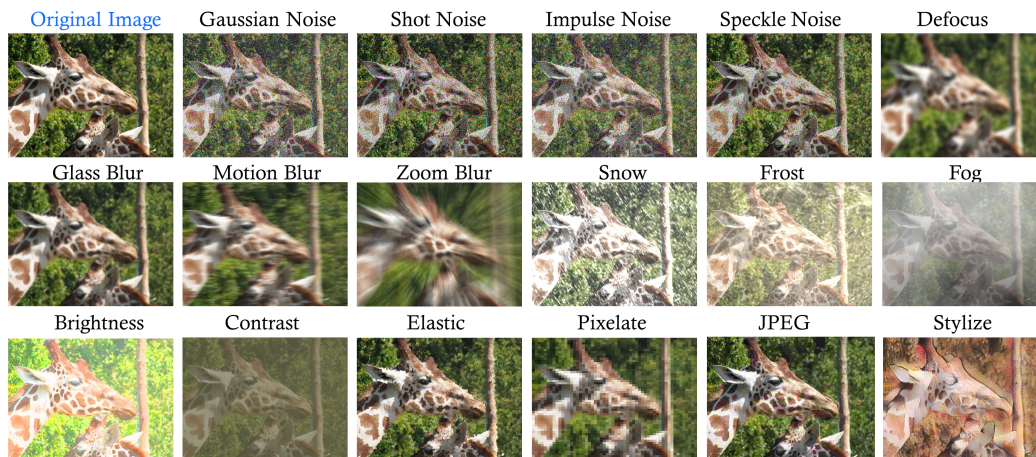 Original Image Gaussian Noise Shot Noise Impulse Noise Speckle Noise Defocus
Glass Blur Motion Blur Zoom Blur Snow Frost Fog
Brightness Contrast Elastic Pixelate JPEG Stylize